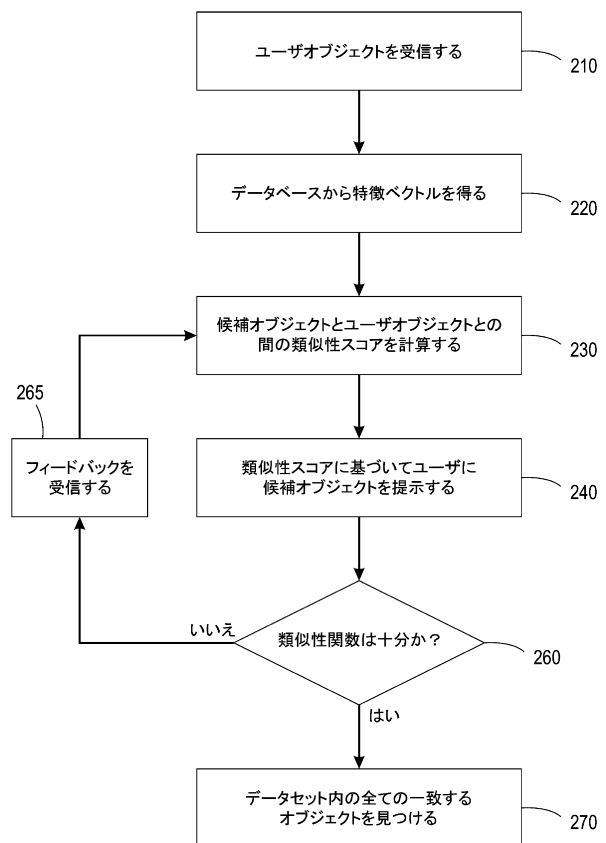 ユーザオブジェクトを受信する
210
データベースから特徴ベクトルを得る
220
候補オブジェクトとユーザオブジェクトとの
間の類似性スコアを計算する
230
265
フィードバックを
受信する
類似性スコアに基づいてユーザに
候補オブジェクトを提示する
240
いいえ
類似性関数は十分か?
260
はい
データセット内の全ての一致する
オブジェクトを見つける
270